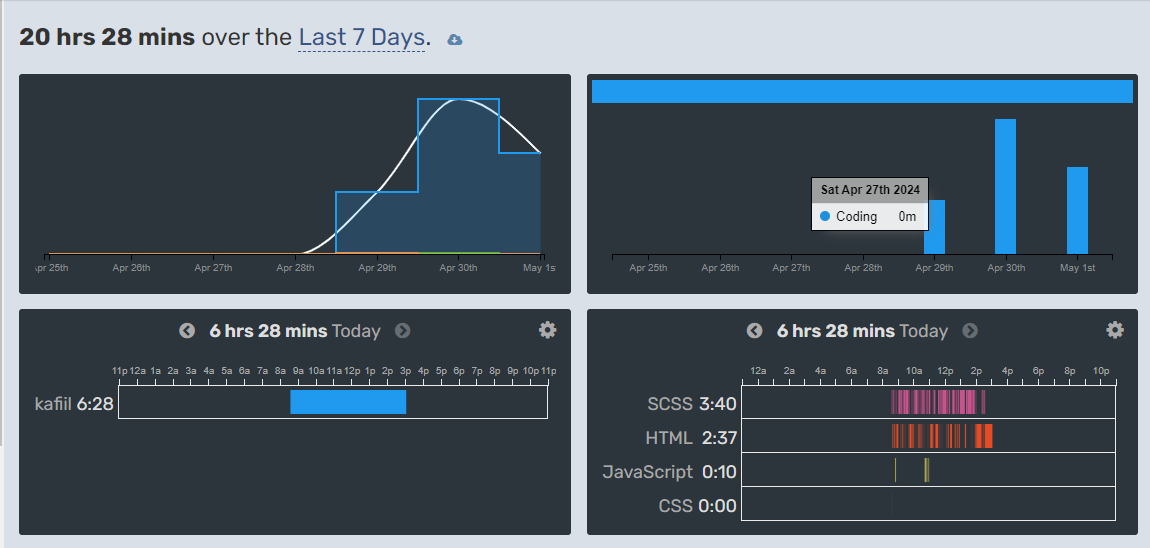 20 hrs 28 mins over the Last 7 Days.
Apr 26th Apr 27th Apr 28th Apr 29th Apr 30th May
Sat Apr 27th 2024
Coding 0m
Apr 25th Apr 26th Apr 27th Apr 28th Apr 29th Apr 30th May 1st
6 hrs 28 mins Today
11p 12a 1a 2a 3a 4a 5a 6a 7a 8a 9a 10a 11a 12p 1p 2p 3p 4p 5p 6p 7p 8p 9p 10p 11p
kafiil 6:28
6 hrs 28 mins Today
12a 2a 4a 6a 8a 10a 12p 2p 4p 6p 8p 10p
SCSS 3:40
HTML 2:37
JavaScript 0:10
CSS 0:00